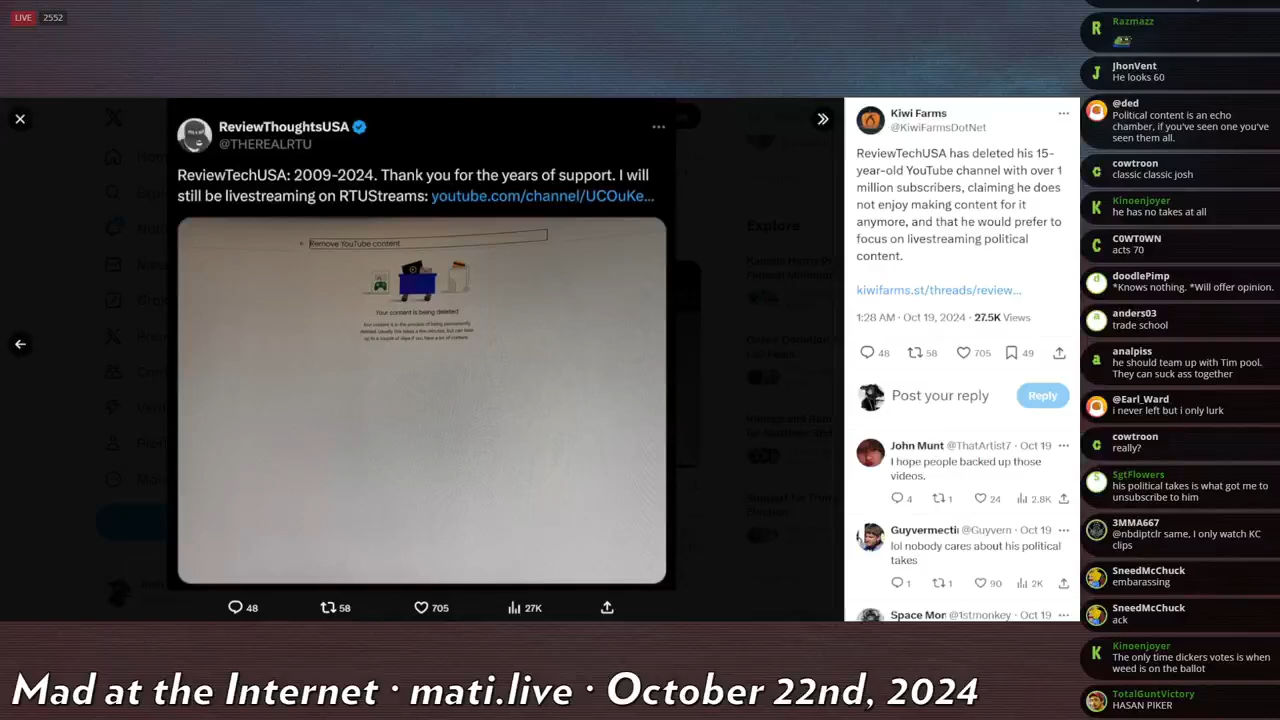 LIVE 2552
ReviewThoughtsUSA
@THEREALRTU
ReviewTechUSA: 2009-2024. Thank you for the years of support. I will
still be livestreaming on RTUStreams: youtube.com/channel/UCOuKe...
Remove YouTube content
Your content is being deleted
48 58 705 27K
Explore
Kiwi Farms
@KiwiFarmsDotNet
ReviewTechUSA has deleted his 15-
year-old YouTube channel with over 1
million subscribers, claiming he does
not enjoy making content for it
anymore, and that he would prefer to
focus on livestreaming political
content.
kiwifarms.st/threads/review...
1:28 AM · Oct 19, 2024 · 27.5K Views
48 58 705 49
Post your reply Reply
John Munt @ThatArtist7 · Oct 19
I hope people backed up those
videos.
4 1 24 2.8K
Guyvermecti @Guyvern · Oct 19
lol nobody cares about his political
takes
1 1 90 2K
Space Mor @1stmonkey · Oct 19
Razmazz
JhonVent
He looks 60
@ded
Political content is an echo
chamber, if you've seen one you've
seen them all.
cowtroon
classic classic josh
Kinoenjoyer
he has no takes at all
C0WT0WN
acts 70
doodlePimp
*Knows nothing. *Will offer opinion.
anders03
trade school
analpiss
he should team up with Tim pool.
They can suck ass together
@Earl_Ward
i never left but i only lurk
cowtroon
really?
SgtFlowers
his political takes is what got me to
unsubscribe to him
3MMA667
@nbdiptclr same, I only watch KC
clips
SneedMcChuck
embarassing
SneedMcChuck
ack
Kinoenjoyer
The only time dickers votes is when
weed is on the ballot
TotalGuntVictory
HASAN PIKER
Mad at the Internet · mati.live · October 22nd, 2024